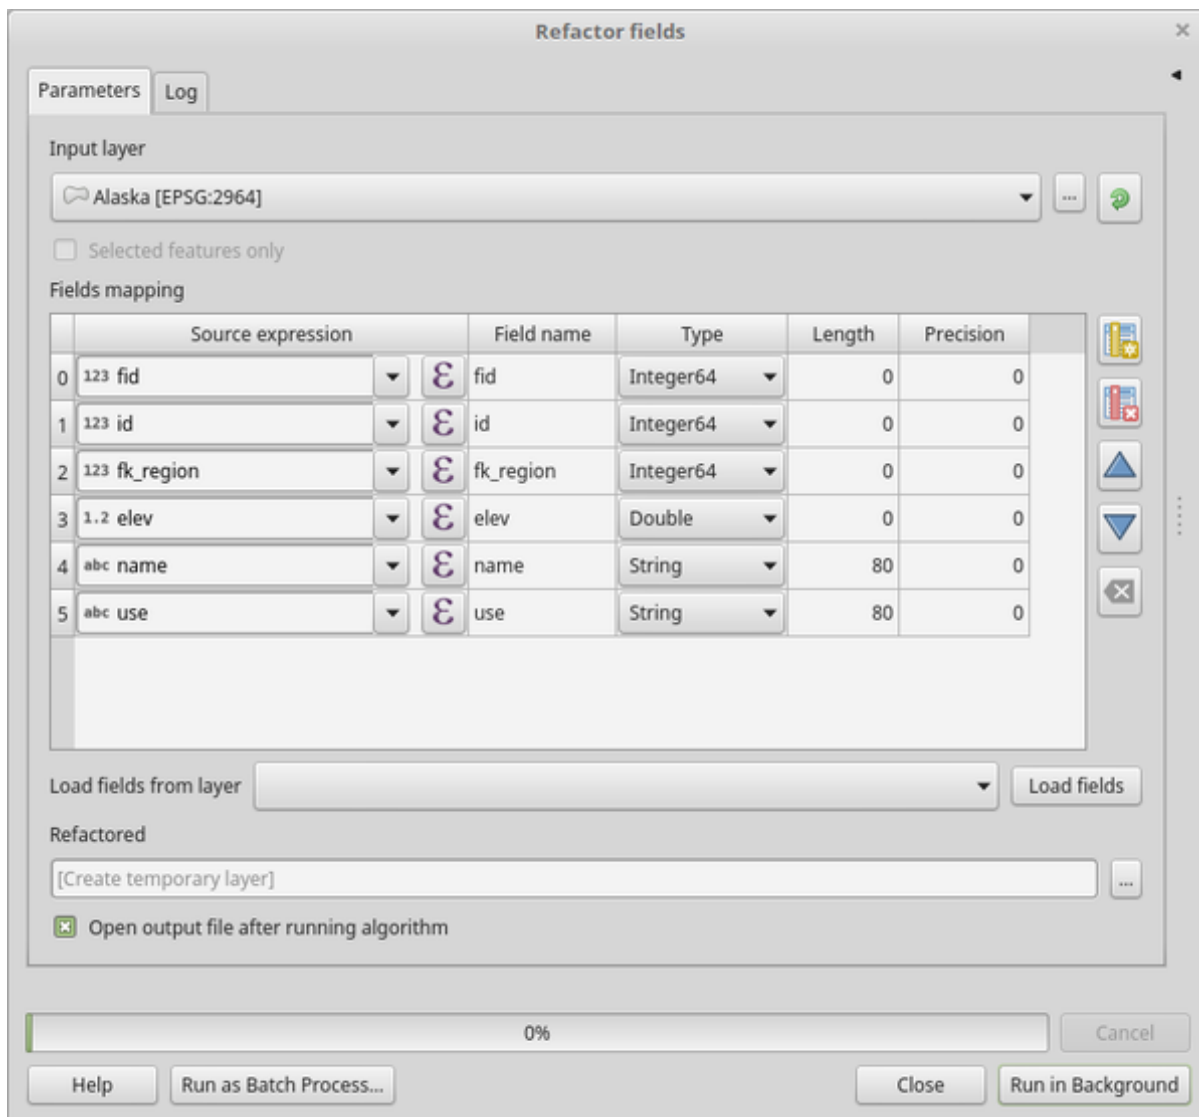 Refactor fields
Parameters Log
Input layer
Alaska [EPSG:2964] ...
Selected features only
Fields mapping
Source expression Field name Type Length Precision
0 123 fid ε fid Integer64 0 0
1 123 id ε id Integer64 0 0
2 123 fk_region ε fk_region Integer64 0 0
3 1.2 elev ε elev Double 0 0
4 abc name ε name String 80 0
5 abc use ε use String 80 0
Load fields from layer Load fields
Refactored
[Create temporary layer] ...
Open output file after running algorithm
0% Cancel
Help Run as Batch Process... Close Run in Background